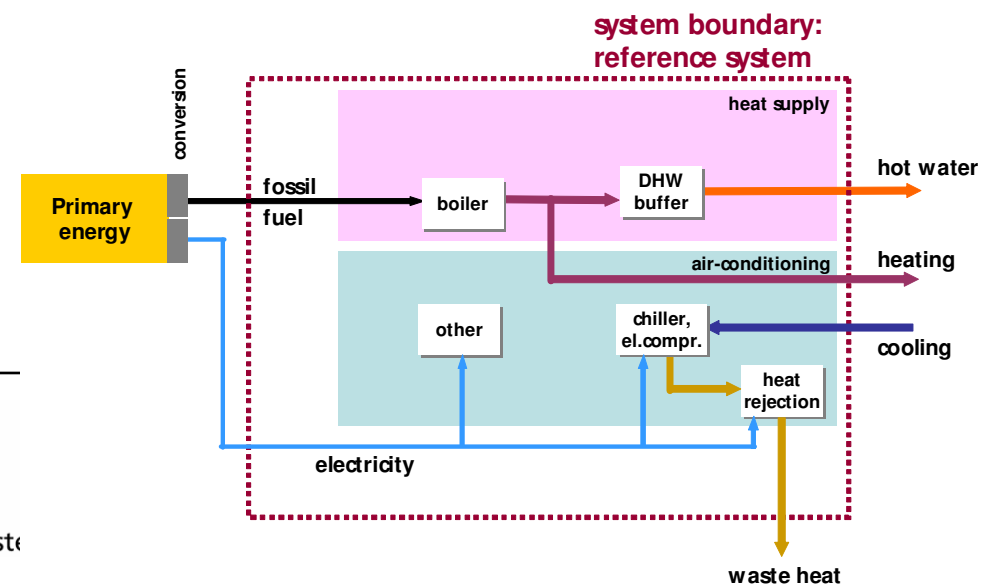 system boundary:
reference system
conversion
heat supply
hot water
Primary
energy
fossil
fuel
boiler
DHW
buffer
air-conditioning
heating
other
chiller,
el.compr.
cooling
heat
rejection
electricity
waste heat